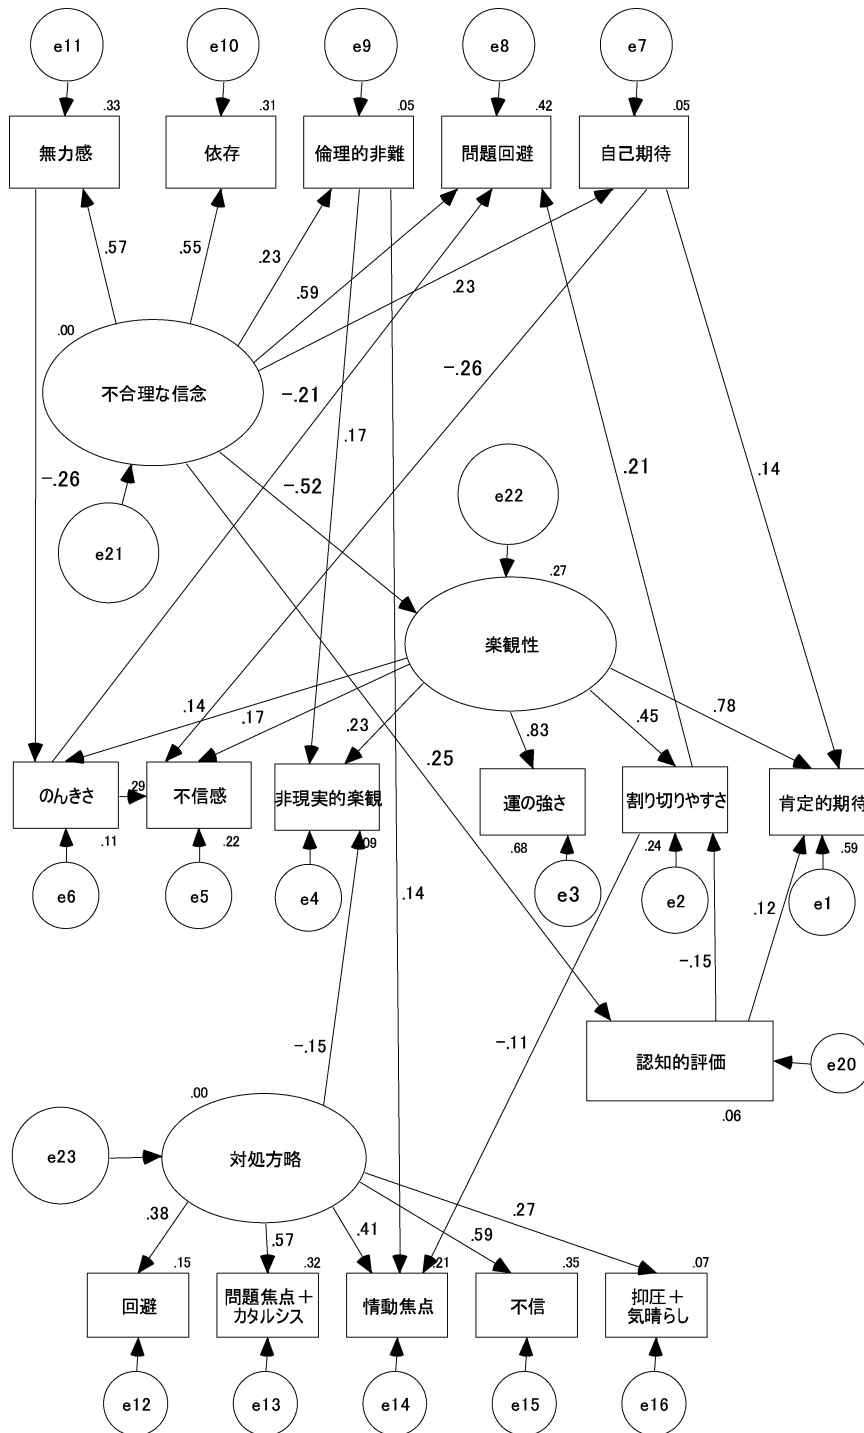 e11
e10
e9
e8
e7
.33
.31
.05
.42
.05
無力感
依存
倫理的非難
問題回避
自己期待
.57
.55
.23
.59
.23
.00
不合理な信念
-.21
-.26
.17
-.26
-.52
.21
.14
e22
e21
.27
楽観性
.14
.17
.23
.83
.45
.78
.25
のんきさ
.29
不信感
非現実的楽観
運の強さ
割り切りやすさ
肯定的期待
.11
.22
.09
.68
.24
.59
e6
e5
e4
e3
e2
e1
.14
.12
-.15
-.15
-.11
認知的評価
e20
.06
.00
e23
対処方略
.38
.57
.41
.59
.27
.15
.32
.21
.35
.07
回避
問題焦点＋
カタルシス
情動焦点
不信
抑圧＋
気晴らし
e12
e13
e14
e15
e16